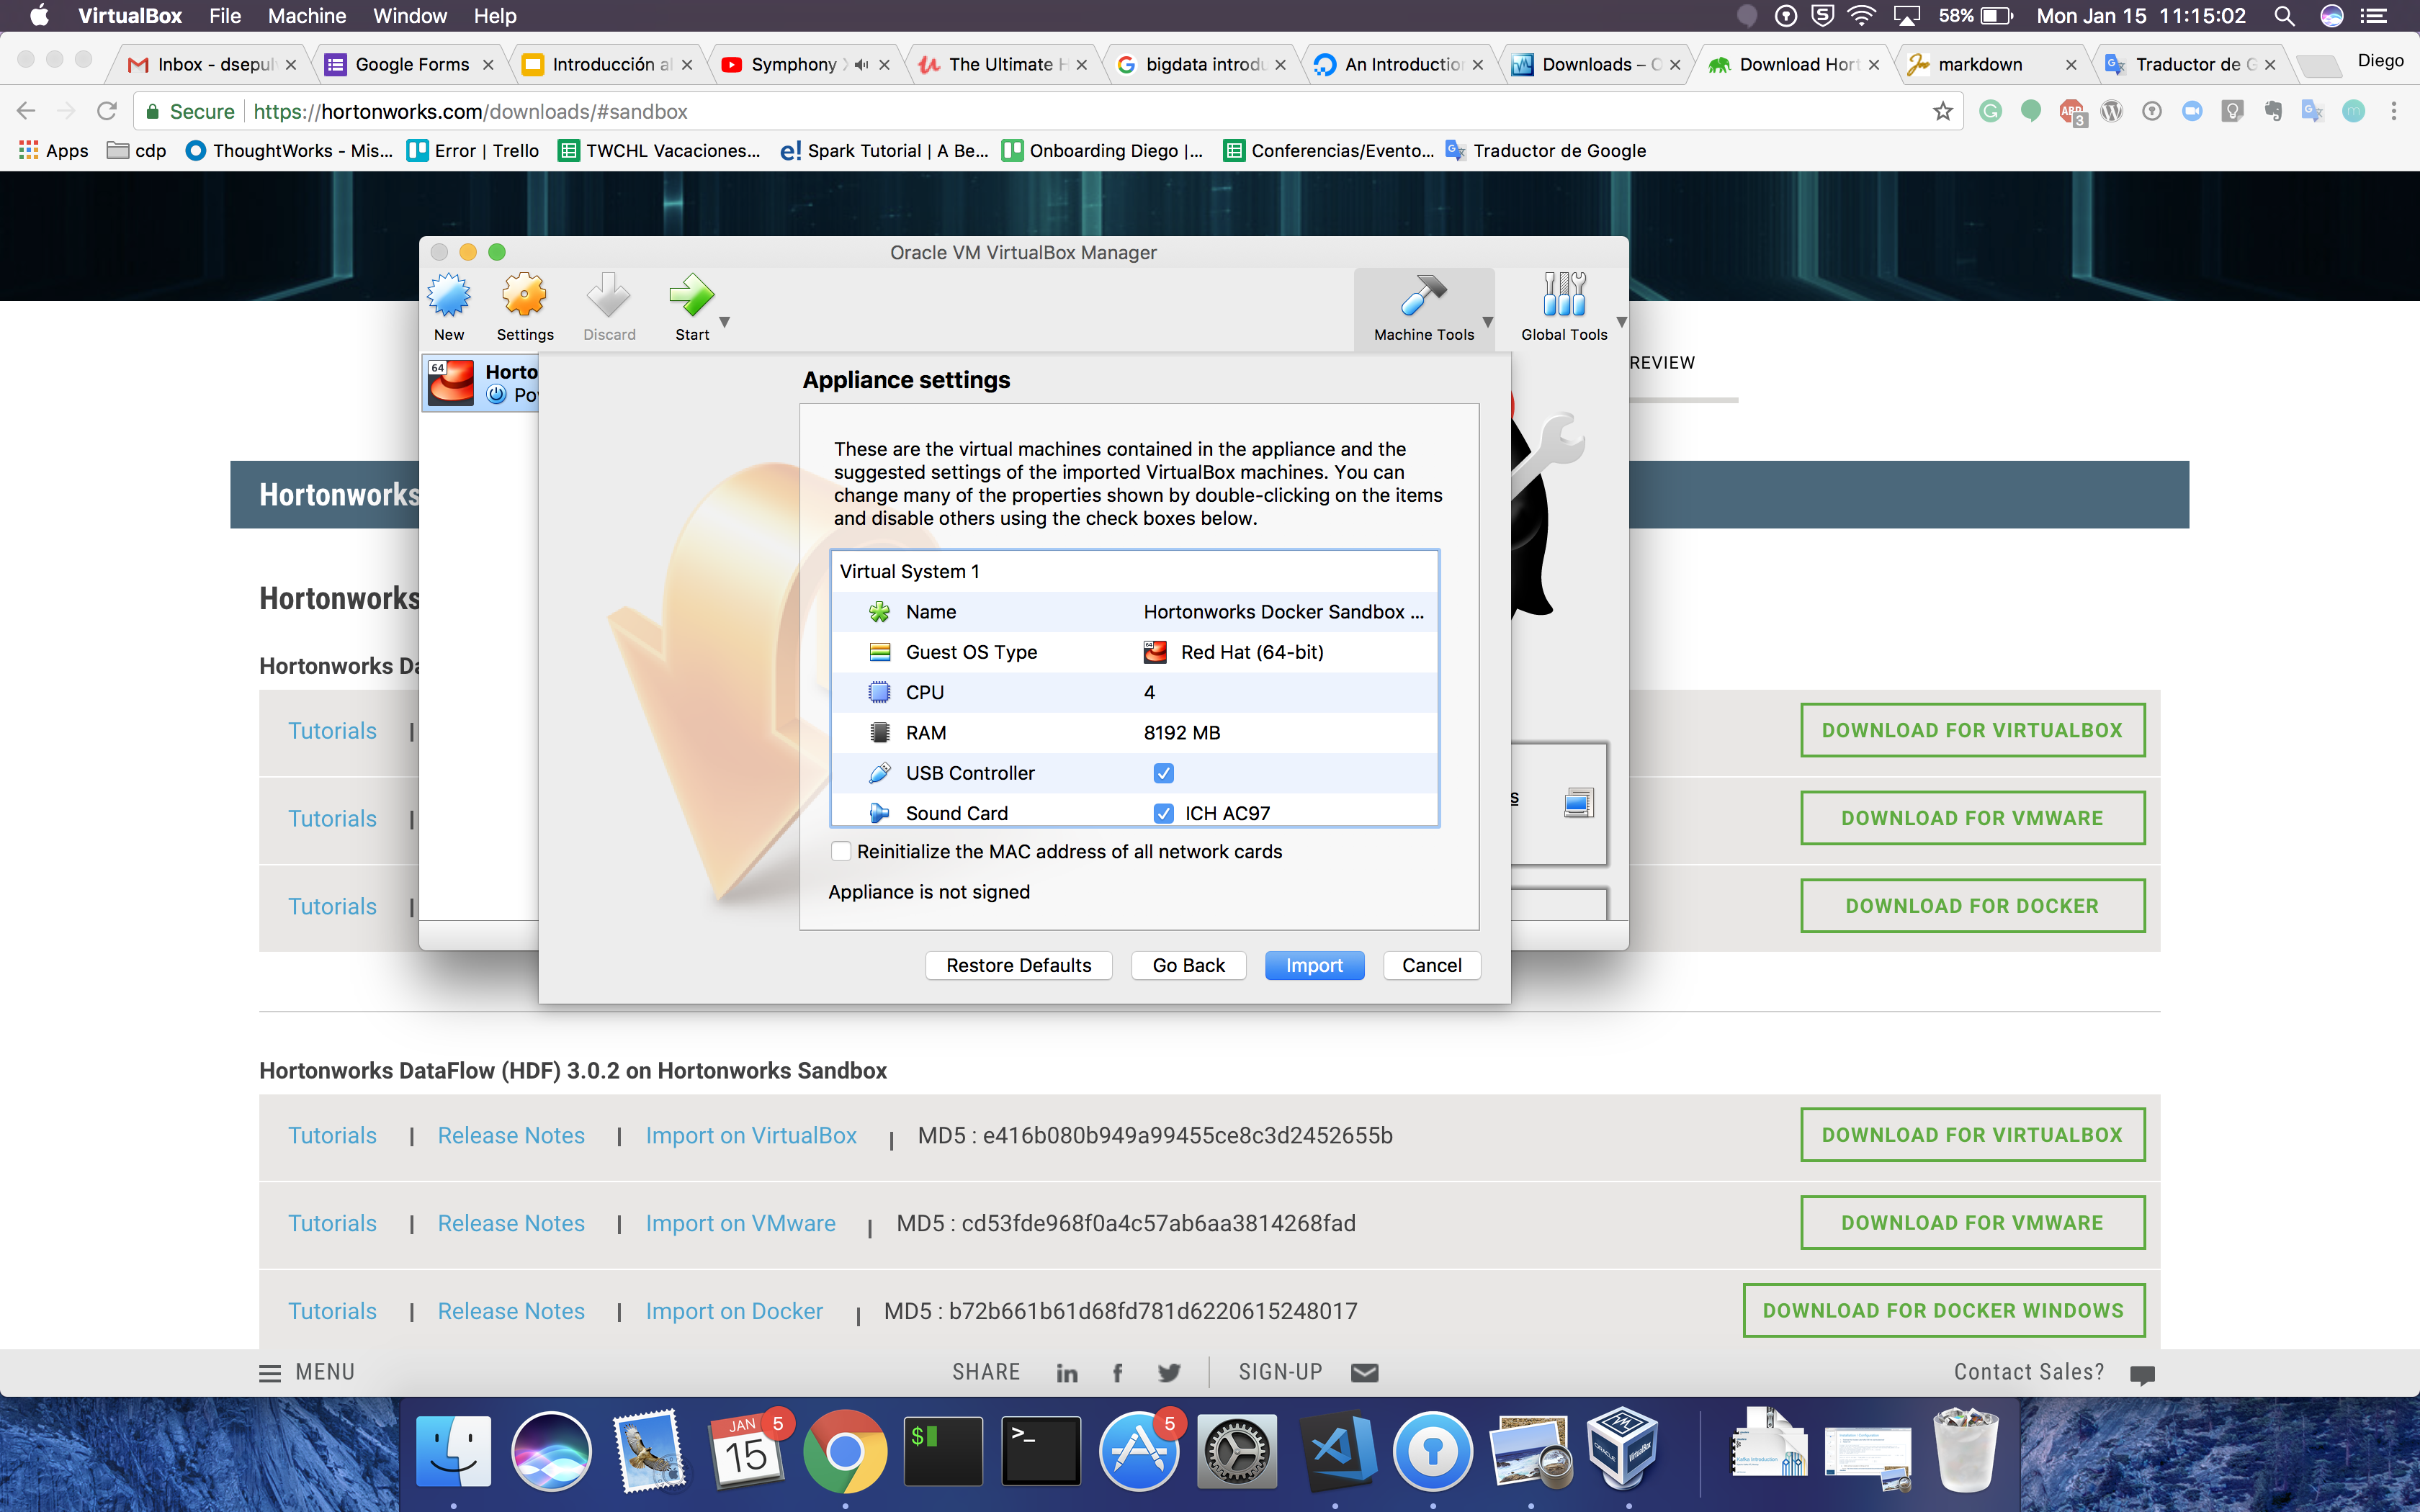 VirtualBox File Machine Window Help
58% Mon Jan 15 11:15:02
Inbox - dsepul
Google Forms
Introducción a
Symphony
The Ultimate H
bigdata introdu
An Introduction
Downloads – O
Download Hort
markdown
Traductor de G
Diego
Secure https://hortonworks.com/downloads/#sandbox
ABP
3
Apps
cdp
ThoughtWorks - Mis...
Error | Trello
TWCHL Vacaciones...
Spark Tutorial | A Be...
Onboarding Diego |...
Conferencias/Evento...
Traductor de Google
Oracle VM VirtualBox Manager
New
Settings
Discard
Start
Machine Tools
Global Tools
64
Horto
Po
REVIEW
Appliance settings
These are the virtual machines contained in the appliance and the
suggested settings of the imported VirtualBox machines. You can
change many of the properties shown by double-clicking on the items
and disable others using the check boxes below.
Virtual System 1
Name Hortonworks Docker Sandbox ...
Guest OS Type Red Hat (64-bit)
CPU 4
RAM 8192 MB
USB Controller
Sound Card ICH AC97
Reinitialize the MAC address of all network cards
Appliance is not signed
Restore Defaults
Go Back
Import
Cancel
Hortonworks
Hortonworks
Hortonworks Da
Tutorials |
DOWNLOAD FOR VIRTUALBOX
Tutorials |
DOWNLOAD FOR VMWARE
Tutorials |
DOWNLOAD FOR DOCKER
s
Hortonworks DataFlow (HDF) 3.0.2 on Hortonworks Sandbox
Tutorials | Release Notes | Import on VirtualBox | MD5 : e416b080b949a99455ce8c3d2452655b
DOWNLOAD FOR VIRTUALBOX
Tutorials | Release Notes | Import on VMware | MD5 : cd53fde968f0a4c57ab6aa3814268fad
DOWNLOAD FOR VMWARE
Tutorials | Release Notes | Import on Docker | MD5 : b72b661b61d68fd781d6220615248017
DOWNLOAD FOR DOCKER WINDOWS
MENU
SHARE
SIGN-UP
Contact Sales?
JAN
15
5
$
>_
5